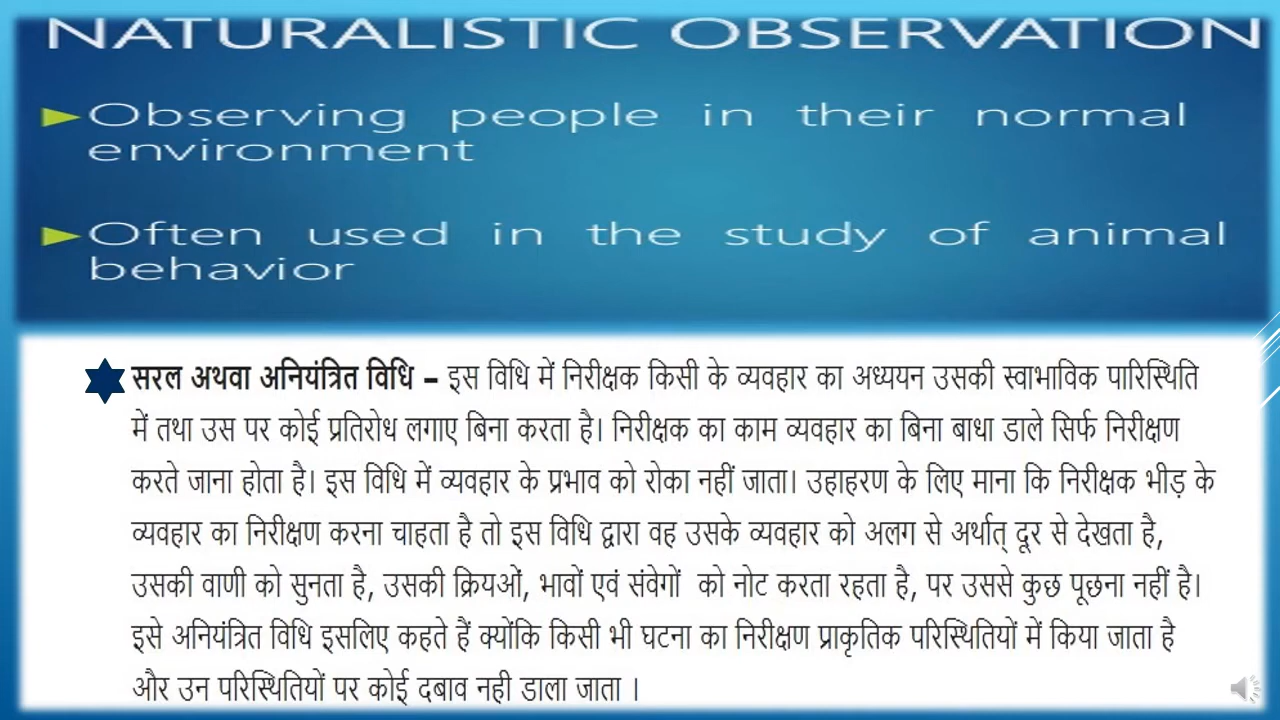 NATURALISTIC OBSERVATION
Observing people in their normal
environment
Often used in the study of animal
behavior
सरल अथवा अनियंत्रित विधि – इस विधि में निरीक्षक किसी के व्यवहार का अध्ययन उसकी स्वाभाविक पारिस्थिति
में तथा उस पर कोई प्रतिरोध लगाए बिना करता है। निरीक्षक का काम व्यवहार का बिना बाधा डाले सिर्फ निरीक्षण
करते जाना होता है। इस विधि में व्यवहार के प्रभाव को रोका नहीं जाता। उहाहरण के लिए माना कि निरीक्षक भीड़ के
व्यवहार का निरीक्षण करना चाहता है तो इस विधि द्वारा वह उसके व्यवहार को अलग से अर्थात् दूर से देखता है,
उसकी वाणी को सुनता है, उसकी क्रियओं, भावों एवं संवेगों को नोट करता रहता है, पर उससे कुछ पूछना नहीं है।
इसे अनियंत्रित विधि इसलिए कहते हैं क्योंकि किसी भी घटना का निरीक्षण प्राकृतिक परिस्थितियों में किया जाता है
और उन परिस्थितियों पर कोई दबाव नही डाला जाता ।